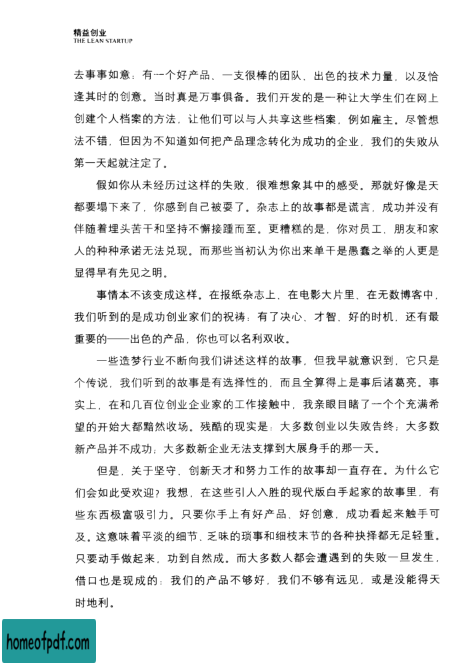 精益创业
THE LEAN STARTUP
去事事如意：有一个好产品、一支很棒的团队、出色的技术力量，以及恰
逢其时的创意。当时真是万事俱备。我们开发的是一种让大学生们在网上
创建个人档案的方法，让他们可以与人共享这些档案，例如雇主。尽管想
法不错，但因为不知道如何把产品理念转化为成功的企业，我们的失败从
第一天起就注定了。
假如你从未经历过这样的失败，很难想象其中的感受。那就好像是天
都要塌下来了，你感到自己被耍了。杂志上的故事都是谎言，成功并没有
伴随着埋头苦干和坚持不懈接踵而至。更糟糕的是，你对员工、朋友和家
人的种种承诺无法兑现。而那些当初认为你出来单干是愚蠢之举的人更是
显得早有先见之明。
事情本不该变成这样。在报纸杂志上，在电影大片里，在无数博客中，
我们听到的是成功创业家们的祝祷：有了决心、才智、好的时机，还有最
重要的——出色的产品，你也可以名利双收。
一些造梦行业不断向我们讲述这样的故事，但我早就意识到，它只是
个传说，我们听到的故事是有选择性的，而且全算得上是事后诸葛亮。事
实上，在和几百位创业企业家的工作接触中，我亲眼目睹了一个个充满希
望的开始大都黯然收场。残酷的现实是：大多数创业以失败告终；大多数
新产品并不成功；大多数新企业无法支撑到大展身手的那一天。
但是，关于坚守、创新天才和努力工作的故事却一直存在。为什么它
们会如此受欢迎？我想，在这些引人入胜的现代版白手起家的故事里，有
些东西极富吸引力。只要你手上有好产品、好创意，成功看起来触手可
及。这意味着平淡的细节、乏味的琐事和细枝末节的各种抉择都无足轻重。
只要动手做起来，功到自然成。而大多数人都会遭遇到的失败一旦发生，
借口也是现成的：我们的产品不够好，我们不够有远见，或是没能得天
时地利。
homeofpdf.com